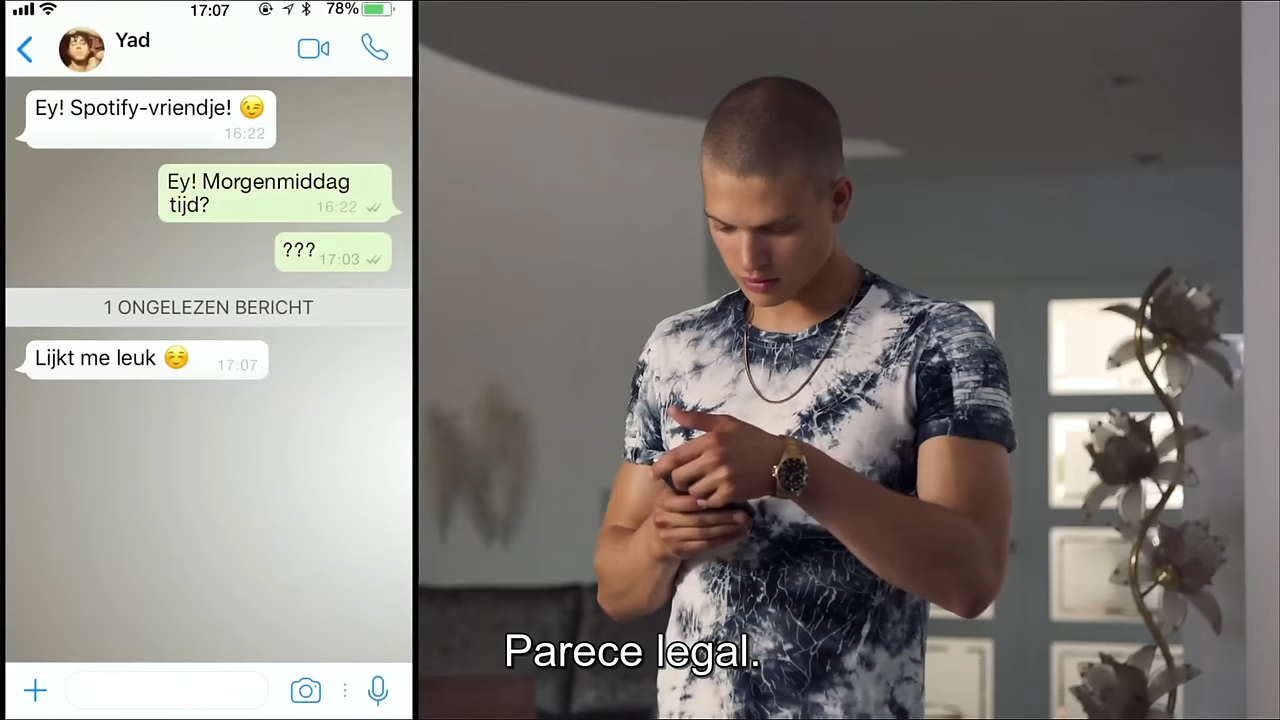 17:07
78%
Yad
Ey! Spotify-vriendje! 😉
16:22
Ey! Morgenmiddag
tijd?
16:22
???
17:03
1 ONGELEZEN BERICHT
Lijkt me leuk ☺️
17:07
Parece legal.